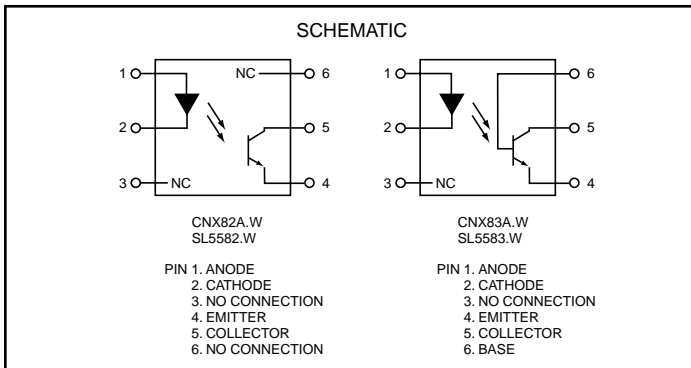 SCHEMATIC
1 NC 6
2 5
3 NC 4
1 6
2 5
3 NC 4
CNX82A.W
SL5582.W
PIN 1. ANODE
2. CATHODE
3. NO CONNECTION
4. EMITTER
5. COLLECTOR
6. NO CONNECTION
CNX83A.W
SL5583.W
PIN 1. ANODE
2. CATHODE
3. NO CONNECTION
4. EMITTER
5. COLLECTOR
6. BASE